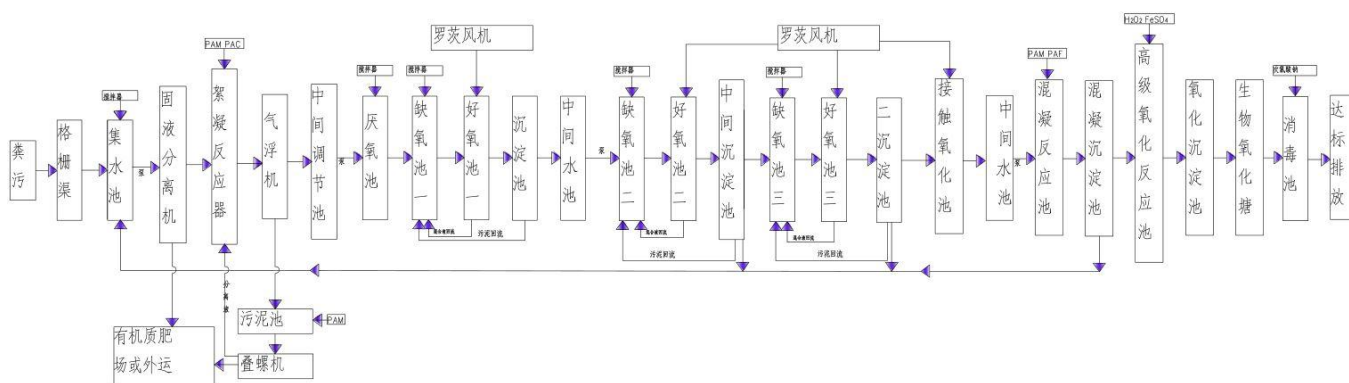 H₂O₂ FeSO₄
罗茨风机
罗茨风机
PAM PAC
PAM PAF
搅拌器
搅拌器
搅拌器
搅拌器
搅拌器
搅拌器
次氯酸钠
粪污
格栅渠
集水池
泵
固液分离机
絮凝反应器
气浮机
中间调节池
泵
厌氧池
缺氧池一
好氧池一
沉淀池
中间水池
泵
缺氧池二
好氧池二
中间沉淀池
缺氧池三
好氧池三
二沉淀池
接触氧化池
中间水池
泵
混凝反应池
混凝沉淀池
高级氧化反应池
氧化沉淀池
生物氧化塘
消毒池
达标排放
混合液回流
污泥回流
混合液回流
污泥回流
混合液回流
污泥回流
分离液
污泥池
PAM
有机质肥
场或外运
叠螺机